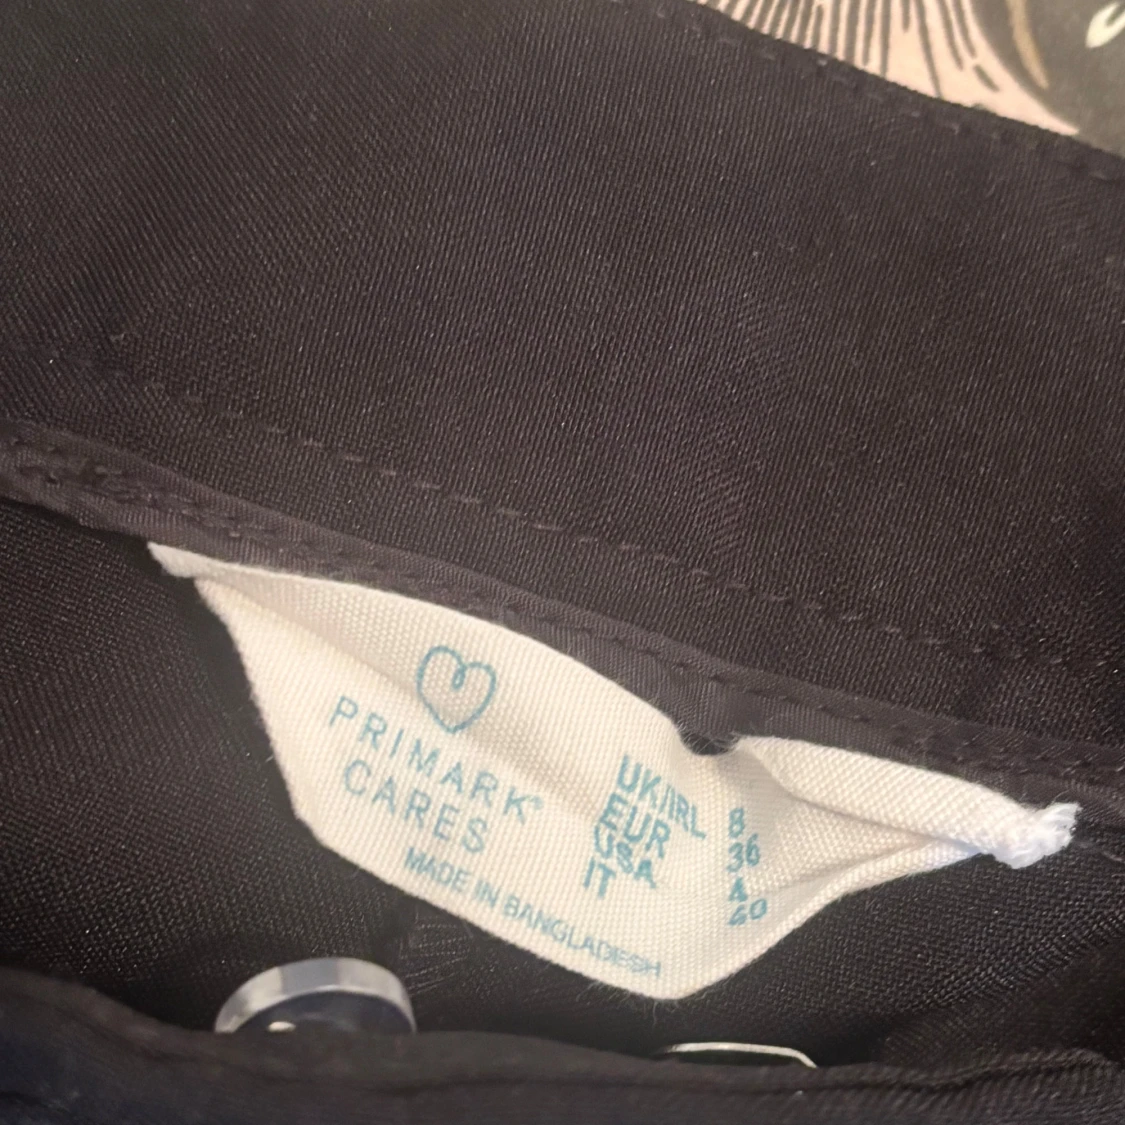 PRIMARK®
CARES
MADE IN BANGLADESH
UK/IRL 8
EUR 36
USA 4
IT 40